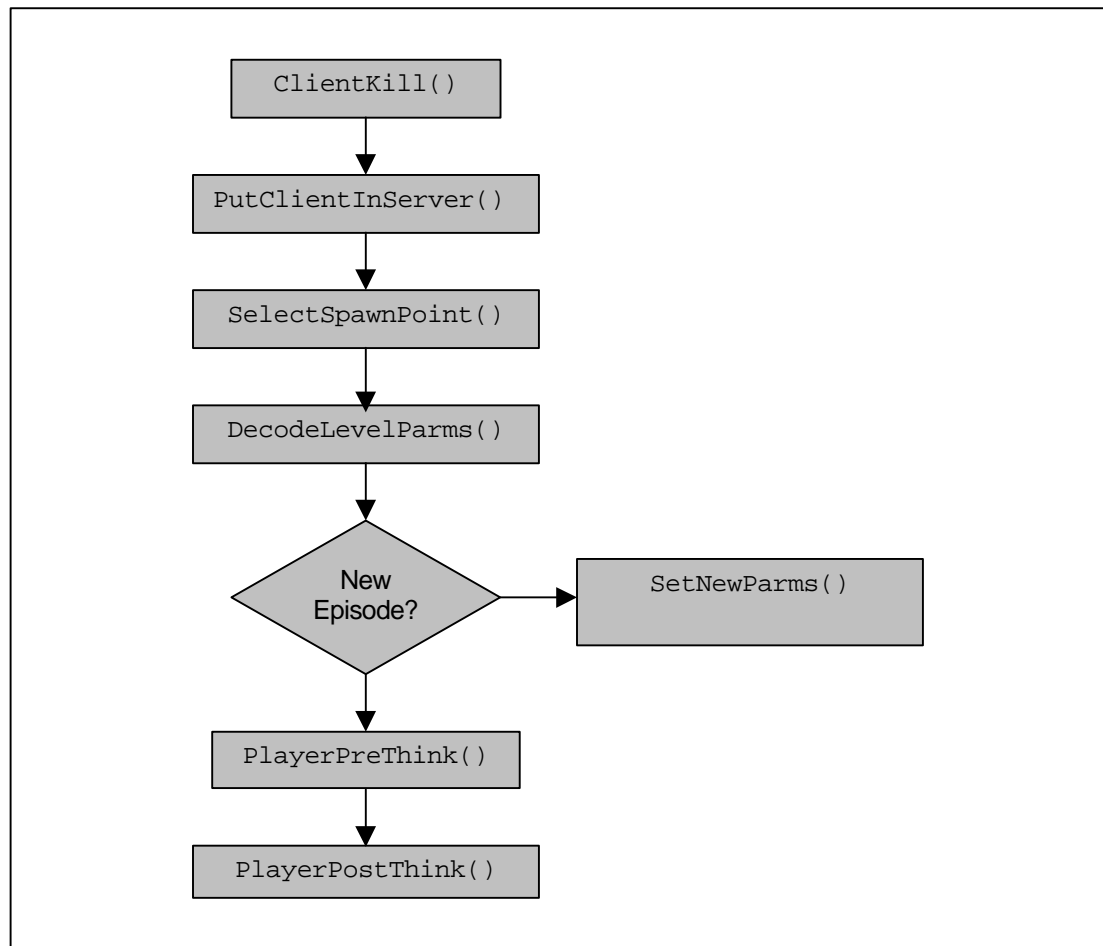 ClientKill()
PutClientInServer()
SelectSpawnPoint()
DecodeLevelParms()
New
Episode?
SetNewParms()
PlayerPreThink()
PlayerPostThink()